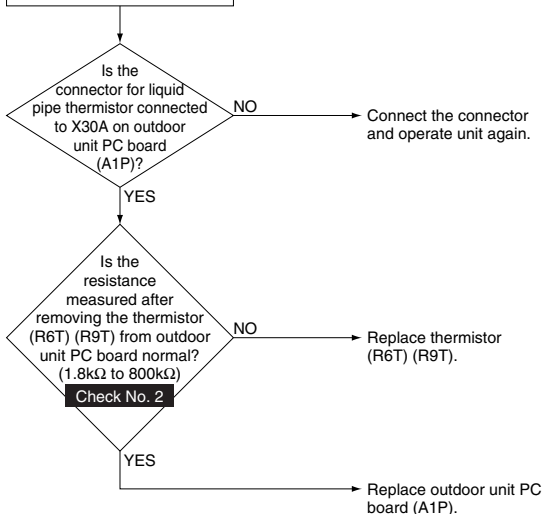 Is the
connector for liquid
pipe thermistor connected
to X30A on outdoor
unit PC board
(A1P)?
NO
Connect the connector
and operate unit again.
YES
Is the
resistance
measured after
removing the thermistor
(R6T) (R9T) from outdoor
unit PC board normal?
(1.8kΩ to 800kΩ)
Check No. 2
NO
Replace thermistor
(R6T) (R9T).
YES
Replace outdoor unit PC
board (A1P).